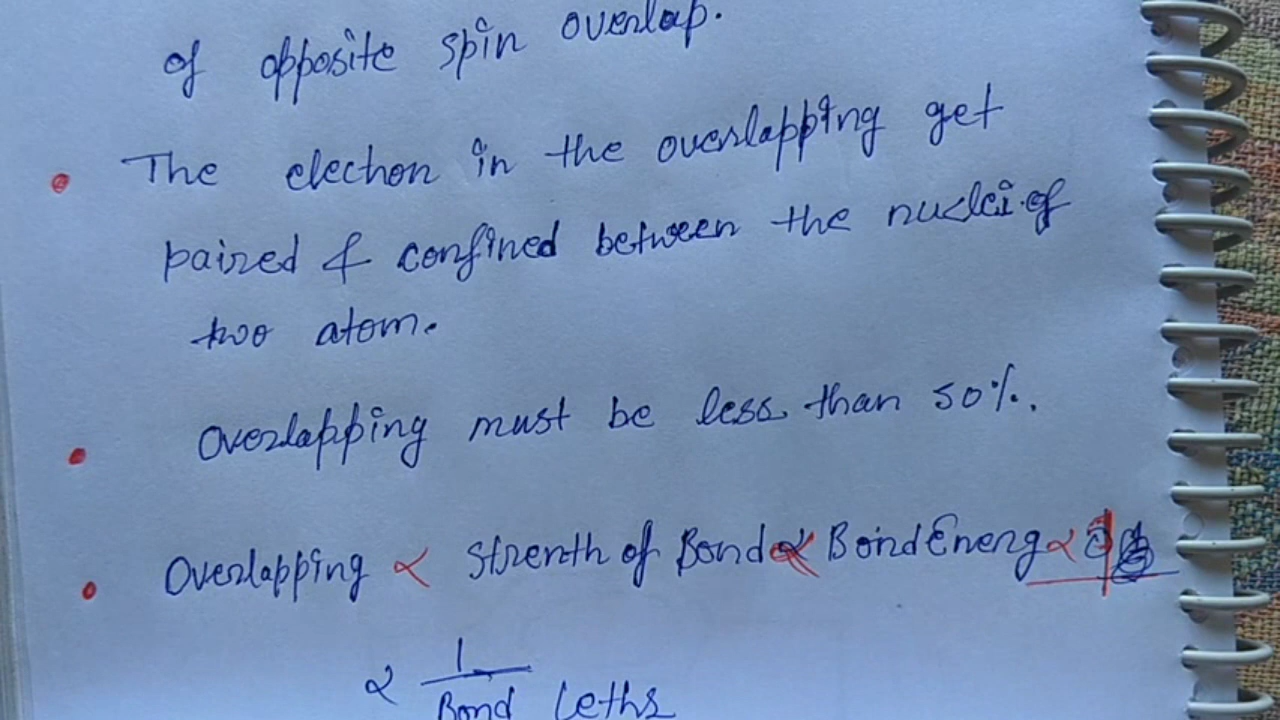 of opposite spin overlap.
The electron in the overlapping get
paired & confined between the nuclei of
two atom.
Overlapping must be less than 50%.
Overlapping ∝ Strenth of Bond ∝ Bond Energ ∝
∝ 1
Bond Leths